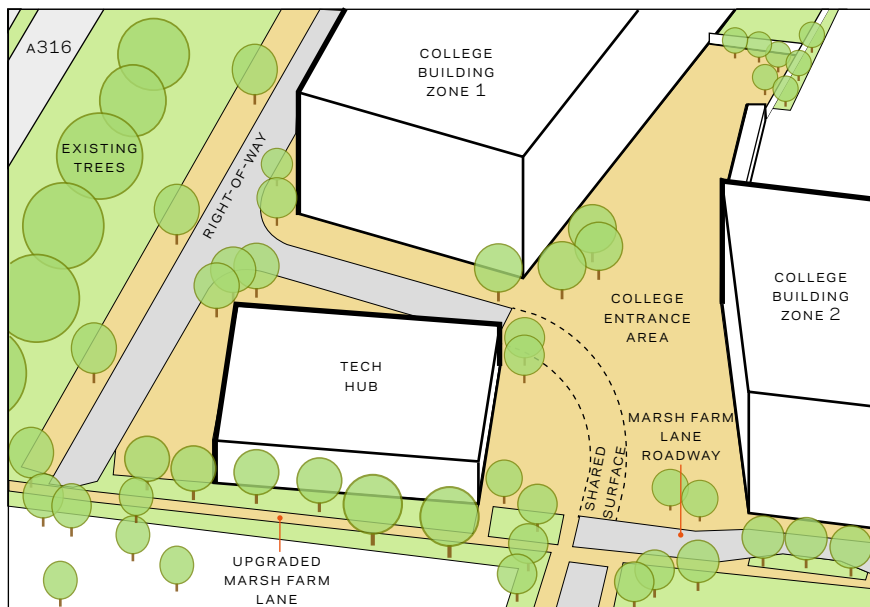 A316
COLLEGE
BUILDING
ZONE 1
EXISTING
TREES
RIGHT-OF-WAY
COLLEGE
BUILDING
ZONE 2
COLLEGE
ENTRANCE
AREA
TECH
HUB
MARSH FARM
LANE
ROADWAY
SHARED
SURFACE
UPGRADED
MARSH FARM
LANE